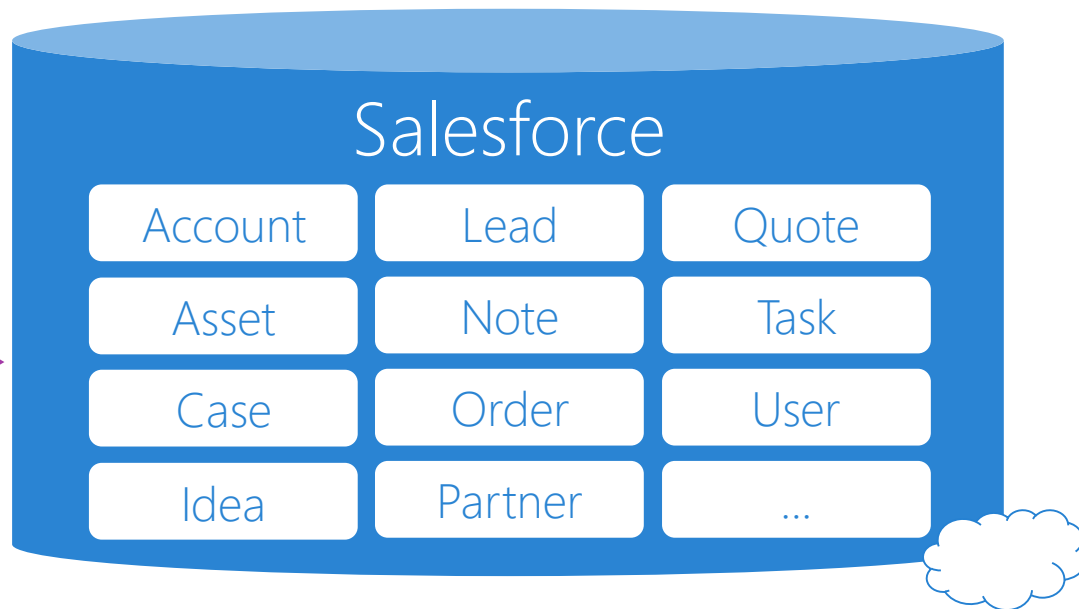 Salesforce
Account Lead Quote
Asset Note Task
Case Order User
Idea Partner ...